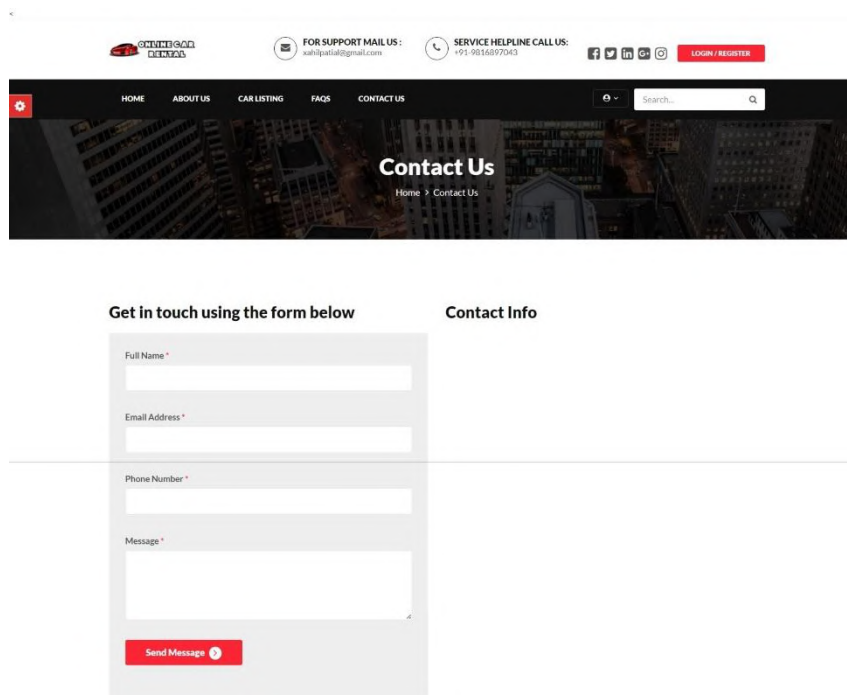 <
ONLINE CAR
RENTAL
FOR SUPPORT MAIL US :
xahilpatial@gmail.com
SERVICE HELPLINE CALL US:
+91-9816897043
LOGIN / REGISTER
HOME ABOUT US CAR LISTING FAQS CONTACT US
Search...
Contact Us
Home > Contact Us
Get in touch using the form below
Contact Info
Full Name *
Email Address *
Phone Number *
Message *
Send Message